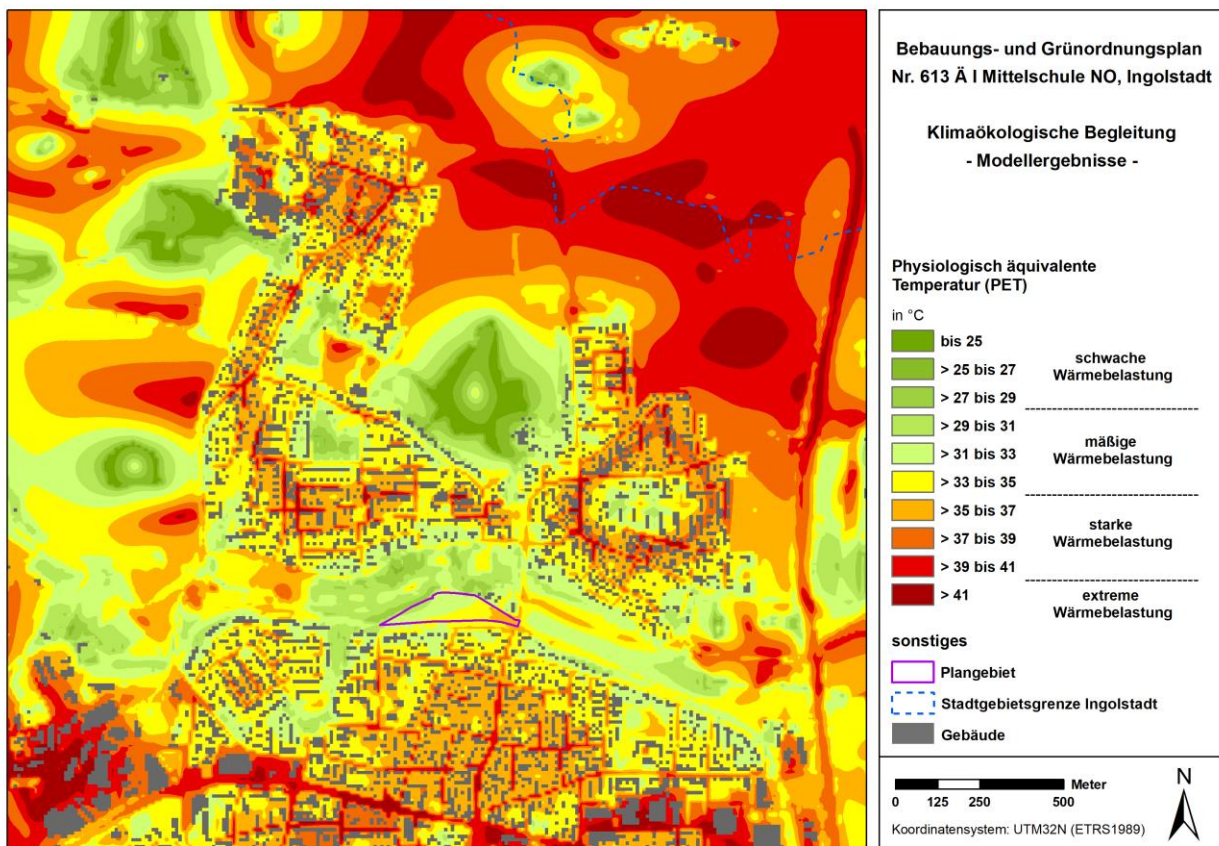 Bebauungs- und Grünordnungsplan
Nr. 613 Ä I Mittelschule NO, Ingolstadt
Klimaökologische Begleitung
- Modellergebnisse -
Physiologisch äquivalente
Temperatur (PET)
in °C
bis 25
> 25 bis 27
> 27 bis 29
> 29 bis 31
> 31 bis 33
> 33 bis 35
> 35 bis 37
> 37 bis 39
> 39 bis 41
> 41
schwache
Wärmebelastung
mäßige
Wärmebelastung
starke
Wärmebelastung
extreme
Wärmebelastung
sonstiges
Plangebiet
Stadtgebietsgrenze Ingolstadt
Gebäude
Meter
0 125 250 500
N
Koordinatensystem: UTM32N (ETRS1989)